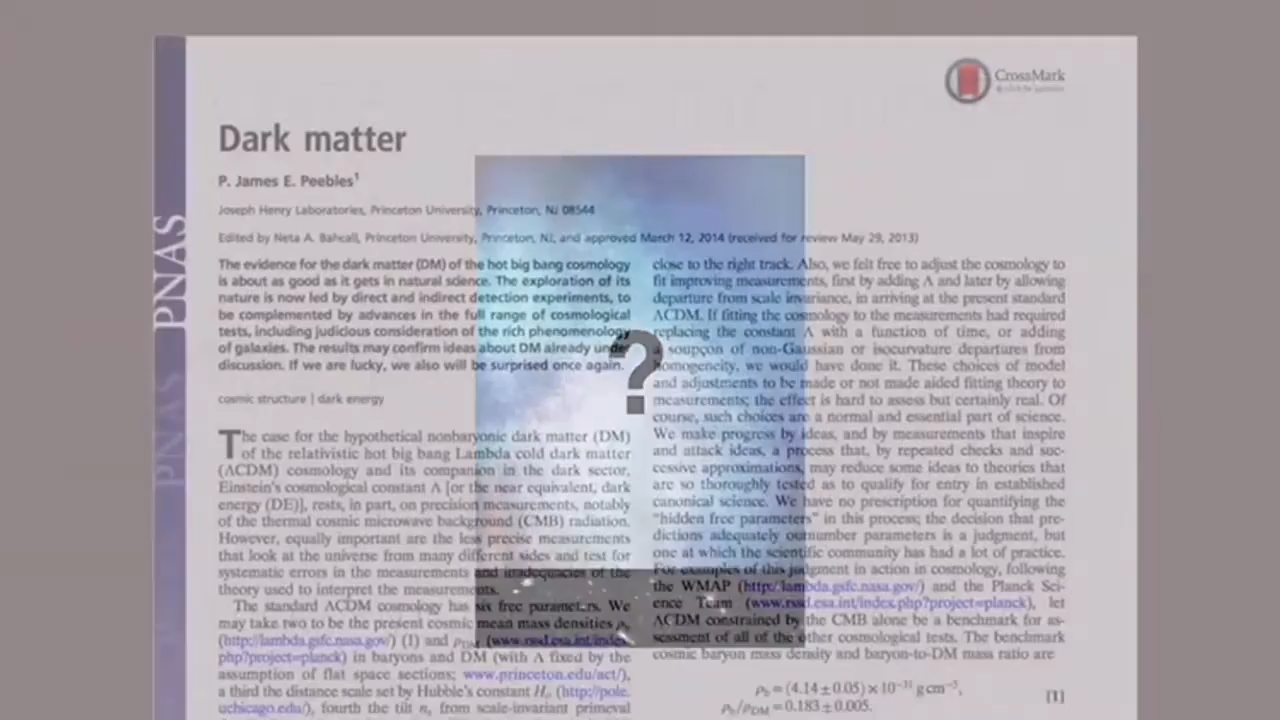 CrossMark
Dark matter
P. James E. Peebles¹
Joseph Henry Laboratories, Princeton University, Princeton, NJ 08544
Edited by Neta A. Bahcall, Princeton University, Princeton, NJ, and approved March 12, 2014 (received for review May 29, 2013)
PNAS
PNAS
The evidence for the dark matter (DM) of the hot big bang cosmology
is about as good as it gets in natural science. The exploration of its
nature is now led by direct and indirect detection experiments, to
be complemented by advances in the full range of cosmological
tests, including judicious consideration of the rich phenomenology
of galaxies. The results may confirm ideas about DM already under
discussion. If we are lucky, we also will be surprised once again.
cosmic structure | dark energy
The case for the hypothetical nonbaryonic dark matter (DM)
of the relativistic hot big bang Lambda cold dark matter
(ΛCDM) cosmology and its companion in the dark sector,
Einstein's cosmological constant Λ [or the near equivalent, dark
energy (DE)], rests, in part, on precision measurements, notably
of the thermal cosmic microwave background (CMB) radiation.
However, equally important are the less precise measurements
that look at the universe from many different sides and test for
systematic errors in the measurements and inadequacies of the
theory used to interpret the measurements.
The standard ΛCDM cosmology has six free parameters. We
may take two to be the present cosmic mean mass densities
(http://lambda.gsfc.nasa.gov/) (1) and (www.rssd.esa.int/index.
php?project=planck) in baryons and DM (with Λ fixed by the
assumption of flat space sections; www.princeton.edu/act/),
a third the distance scale set by Hubble's constant H₀ (http://pole.
uchicago.edu/), fourth the tilt nₛ from scale-invariant primeval
close to the right track. Also, we felt free to adjust the cosmology to
fit improving measurements, first by adding Λ and later by allowing
departure from scale invariance, in arriving at the present standard
ΛCDM. If fitting the cosmology to the measurements had required
replacing the constant Λ with a function of time, or adding
a soupçon of non-Gaussian or isocurvature departures from
homogeneity, we would have done it. These choices of model
and adjustments to be made or not made aided fitting theory to
measurements; the effect is hard to assess but certainly real. Of
course, such choices are a normal and essential part of science.
We make progress by ideas, and by measurements that inspire
and attack ideas, a process that, by repeated checks and suc-
cessive approximations, may reduce some ideas to theories that
are so thoroughly tested as to qualify for entry in established
canonical science. We have no prescription for quantifying the
"hidden free parameters" in this process; the decision that pre-
dictions adequately outnumber parameters is a judgment, but
one at which the scientific community has had a lot of practice.
For examples of this judgment in action in cosmology, following
the WMAP (http://lambda.gsfc.nasa.gov/) and the Planck Sci-
ence Team (www.rssd.esa.int/index.php?project=planck), let
ΛCDM constrained by the CMB alone be a benchmark for as-
sessment of all of the other cosmological tests. The benchmark
cosmic baryon mass density and baryon-to-DM mass ratio are
ρb = (4.14 ± 0.05) × 10⁻³¹ g cm⁻³,
ρb/ρDM = 0.183 ± 0.005.
[1]
?